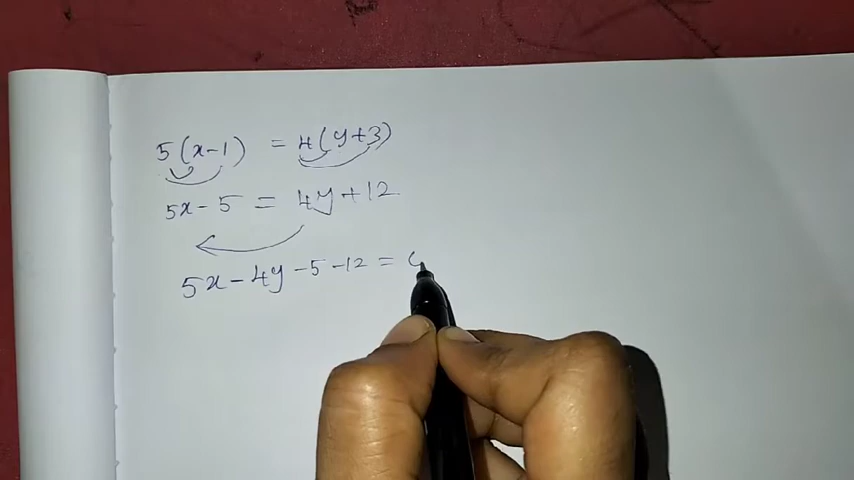 5(x-1) = 4(y+3)
5x-5 = 4y+12
5x-4y-5-12 =